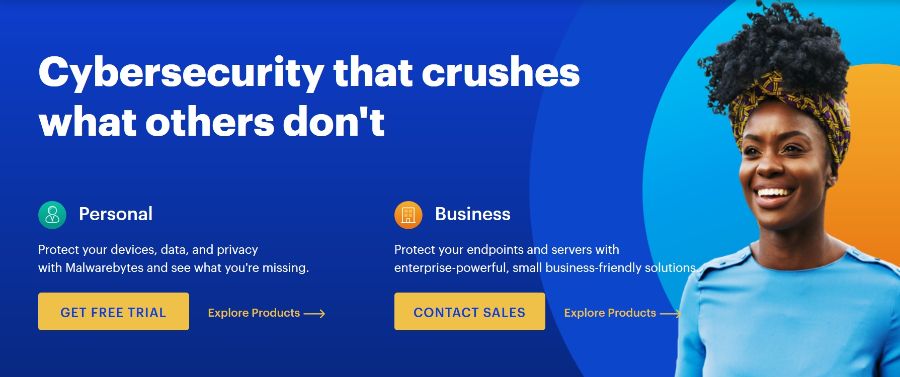 Cybersecurity that crushes
what others don't
Personal
Protect your devices, data, and privacy
with Malwarebytes and see what you're missing.
GET FREE TRIAL
Explore Products
Business
Protect your endpoints and servers with
enterprise-powerful, small business-friendly solutions.
CONTACT SALES
Explore Products